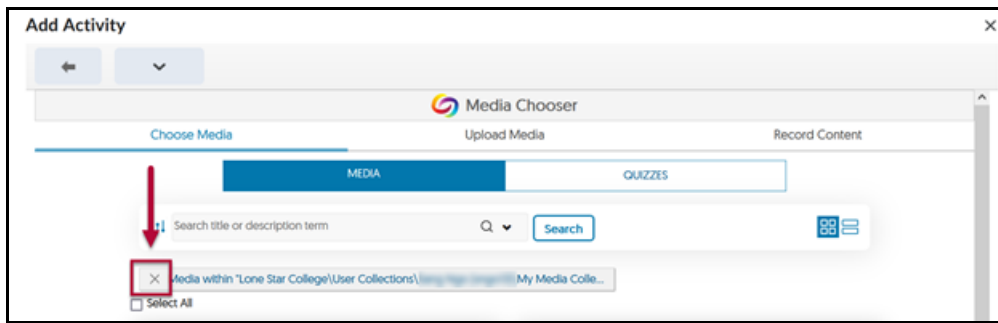 Add Activity
Media Chooser
Choose Media Upload Media Record Content
MEDIA QUIZZES
Search title or description term Search
Media within "Lone Star College\User Collections\ My Media Colle...
Select All